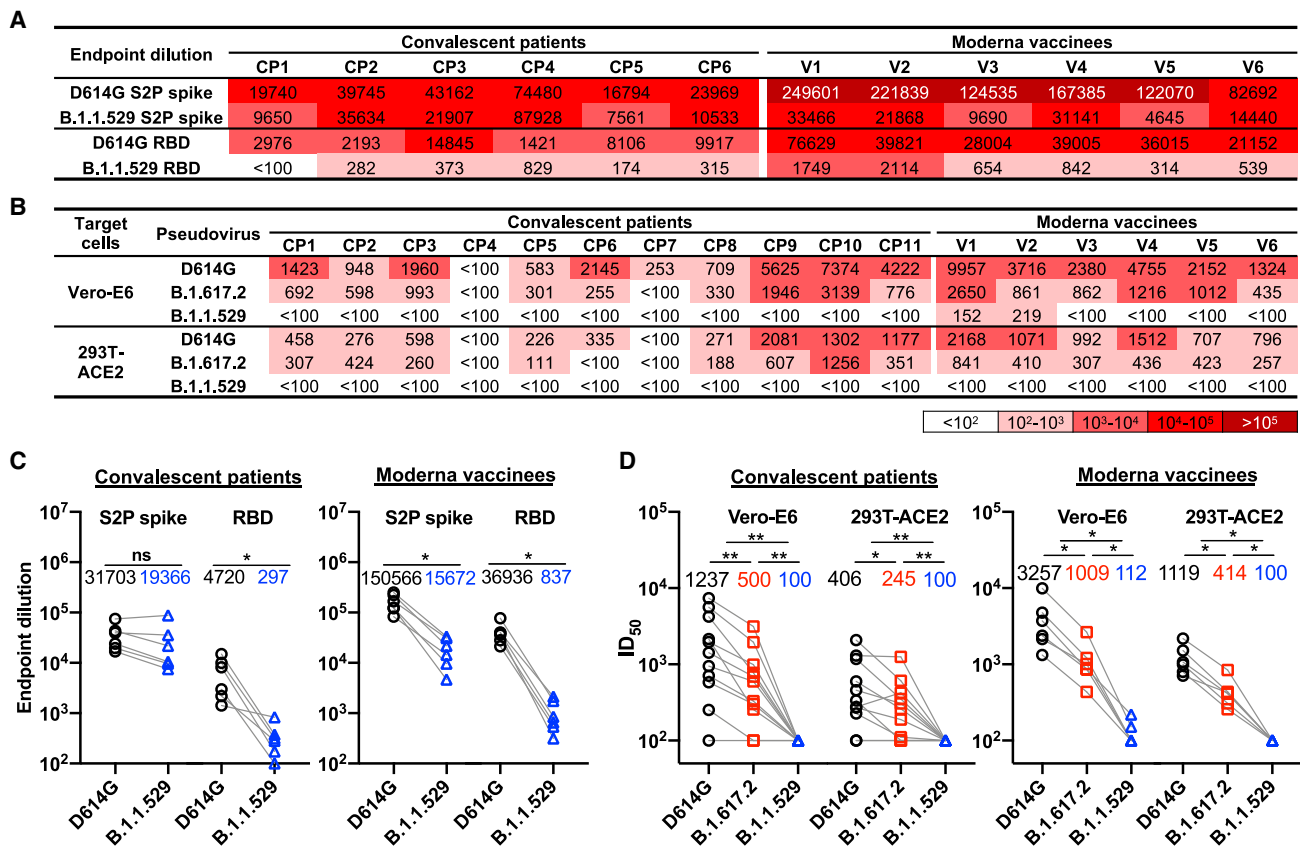 A
Endpoint dilution Convalescent patients Moderna vaccinees
CP1 CP2 CP3 CP4 CP5 CP6 V1 V2 V3 V4 V5 V6
D614G S2P spike 19740 39745 43162 74480 16794 23969 249601 221839 124535 167385 122070 82692
B.1.1.529 S2P spike 9650 35634 21907 87928 7561 10533 33466 21868 9690 31141 4645 14440
D614G RBD 2976 2193 14845 1421 8106 9917 76629 39821 28004 39005 36015 21152
B.1.1.529 RBD <100 282 373 829 174 315 1749 2114 654 842 314 539
B
Target cells Pseudovirus Convalescent patients Moderna vaccinees
CP1 CP2 CP3 CP4 CP5 CP6 CP7 CP8 CP9 CP10 CP11 V1 V2 V3 V4 V5 V6
Vero-E6
D614G 1423 948 1960 <100 583 2145 253 709 5625 7374 4222 9957 3716 2380 4755 2152 1324
B.1.617.2 692 598 993 <100 301 255 <100 330 1946 3139 776 2650 861 862 1216 1012 435
B.1.1.529 <100 <100 <100 <100 <100 <100 <100 <100 <100 <100 <100 152 219 <100 <100 <100 <100
293T-ACE2
D614G 458 276 598 <100 226 335 <100 271 2081 1302 1177 2168 1071 992 1512 707 796
B.1.617.2 307 424 260 <100 111 <100 <100 188 607 1256 351 841 410 307 436 423 257
B.1.1.529 <100 <100 <100 <100 <100 <100 <100 <100 <100 <100 <100 <100 <100 <100 <100 <100 <100
<10² 10²-10³ 10³-10⁴ 10⁴-10⁵ >10⁵
C
Convalescent patients Moderna vaccinees
S2P spike RBD S2P spike RBD
ns * * *
31703 19366 4720 297 150566 15672 36936 837
Endpoint dilution
10⁷
10⁶
10⁵
10⁴
10³
10²
10⁷
10⁶
10⁵
10⁴
10³
10²
D614G B.1.1.529 D614G B.1.1.529 D614G B.1.1.529 D614G B.1.1.529
D
Convalescent patients Moderna vaccinees
Vero-E6 293T-ACE2 Vero-E6 293T-ACE2
** ** * *
** ** * ** * * * *
1237 500 100 406 245 100 3257 1009 112 1119 414 100
ID₅₀
10⁵
10⁴
10³
10²
10⁵
10⁴
10³
10²
D614G B.1.617.2 B.1.1.529 D614G B.1.617.2 B.1.1.529 D614G B.1.617.2 B.1.1.529 D614G B.1.617.2 B.1.1.529